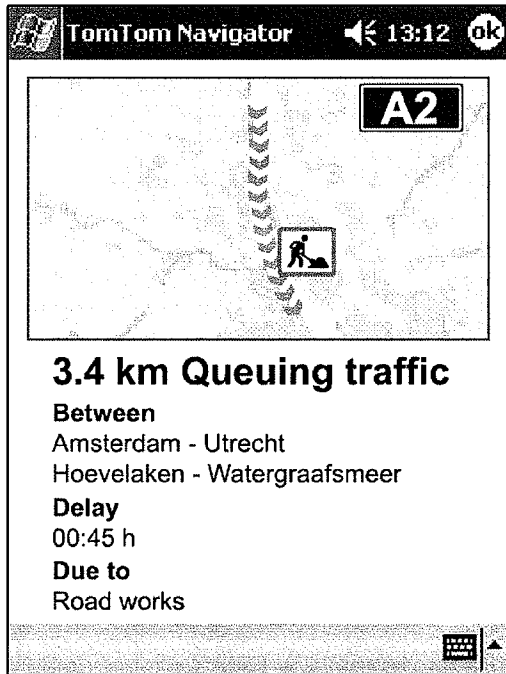 TomTom Navigator 13:12 ok
A2
3.4 km Queuing traffic
Between
Amsterdam - Utrecht
Hoevelaken - Watergraafsmeer
Delay
00:45 h
Due to
Road works